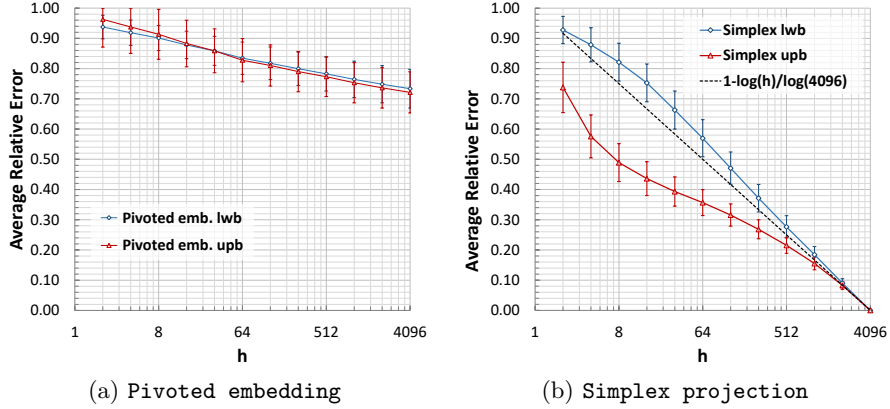 Average Relative Error
1.00
0.90
0.80
0.70
0.60
0.50
0.40
0.30
0.20
0.10
0.00
Pivoted emb. lwb
Pivoted emb. upb
1 8 64 512 4096
h
(a) Pivoted embedding
Average Relative Error
1.00
0.90
0.80
0.70
0.60
0.50
0.40
0.30
0.20
0.10
0.00
Simplex lwb
Simplex upb
1-log(h)/log(4096)
1 8 64 512 4096
h
(b) Simplex projection